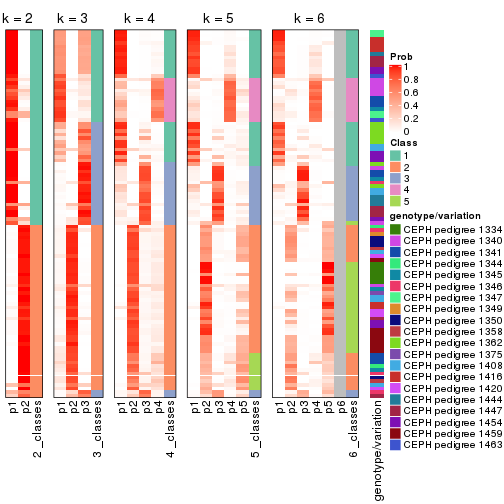 k = 2
k = 3
k = 4
k = 5
k = 6
p1
p2
2_classes
p1
p2
p3
3_classes
p1
p2
p3
p4
4_classes
p1
p2
p3
p4
p5
5_classes
p1
p2
p3
p4
p5
p6
6_classes
genotype/variation
Prob
1
0.8
0.6
0.4
0.2
0
Class
1
2
3
4
5
genotype/variation
CEPH pedigree 1334
CEPH pedigree 1340
CEPH pedigree 1341
CEPH pedigree 1344
CEPH pedigree 1345
CEPH pedigree 1346
CEPH pedigree 1347
CEPH pedigree 1349
CEPH pedigree 1350
CEPH pedigree 1358
CEPH pedigree 1362
CEPH pedigree 1375
CEPH pedigree 1408
CEPH pedigree 1416
CEPH pedigree 1420
CEPH pedigree 1444
CEPH pedigree 1447
CEPH pedigree 1454
CEPH pedigree 1459
CEPH pedigree 1463